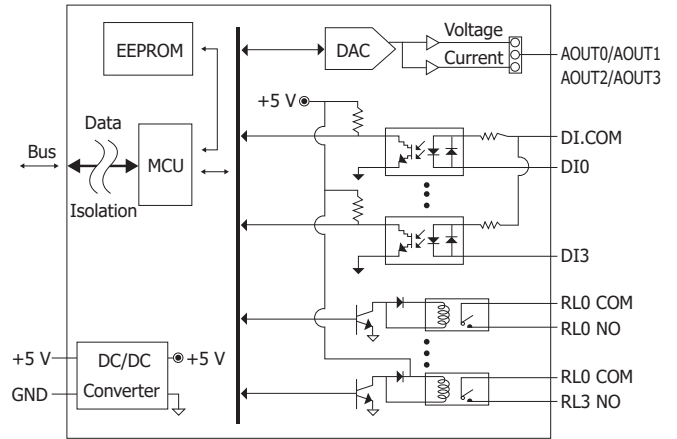 EEPROM
DAC
Voltage
Current
AOUT0/AOUT1
AOUT2/AOUT3
+5 V
Data
Bus
MCU
Isolation
DI.COM
DI0
DI3
RL0 COM
RL0 NO
+5 V
DC/DC
Converter
+5 V
GND
RL0 COM
RL3 NO